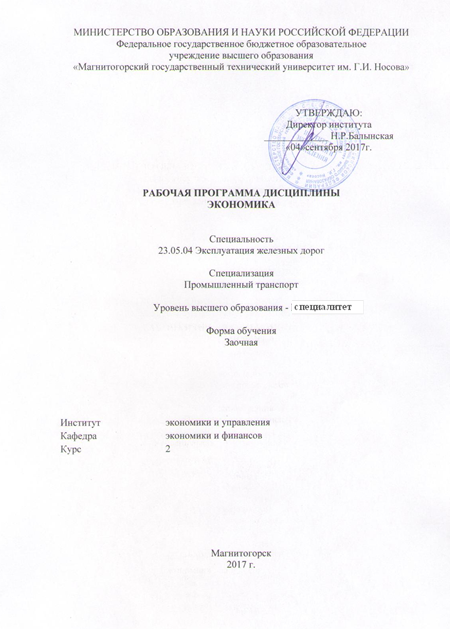 МИНИСТЕРСТВО ОБРАЗОВАНИЯ И НАУКИ РОССИЙСКОЙ ФЕДЕРАЦИИ
Федеральное государственное бюджетное образовательное
учреждение высшего образования
«Магнитогорский государственный технический университет им. Г.И. Носова»
УТВЕРЖДАЮ:
Директор института
Н.Р.Балынская
«04» сентября 2017г.
РАБОЧАЯ ПРОГРАММА ДИСЦИПЛИНЫ
ЭКОНОМИКА
Специальность
23.05.04 Эксплуатация железных дорог
Специализация
Промышленный транспорт
Уровень высшего образования - специалитет
Форма обучения
Заочная
Институт экономики и управления
Кафедра экономики и финансов
Курс 2
Магнитогорск
2017 г.